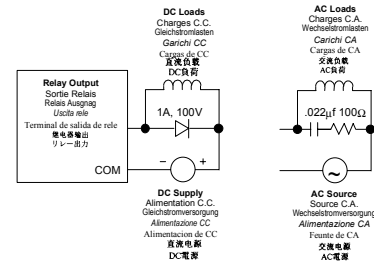 DC Loads
Charges C.C.
Gleichstromlasten
Garichi CC
Cargas de CC
直流负载
DC負荷
AC Loads
Charges C.A.
Wechselstromlasten
Carichi CA
Cargas de CA
交流负载
AC負荷
Relay Output
Sortie Relais
Relais Ausgnag
Uscita rele
Terminal de salida de rele
继电器输出
リレー出力
COM
1A, 100V
.022µf 100Ω
– +
~
DC Supply
Alimentation C.C.
Gleichstromversorgung
Alimentazione CC
Alimentacion de CC
直流电源
DC電源
AC Source
Source C.A.
Wechselstromversorgung
Alimentazione CA
Feunte de CA
交流电源
AC電源